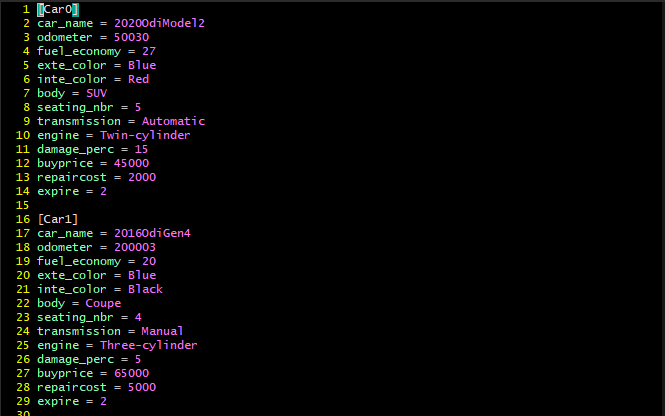 1 [Car0]
2 car_name = 2020OdiModel2
3 odometer = 50030
4 fuel_economy = 27
5 exte_color = Blue
6 inte_color = Red
7 body = SUV
8 seating_nbr = 5
9 transmission = Automatic
10 engine = Twin-cylinder
11 damage_perc = 15
12 buyprice = 45000
13 repaircost = 2000
14 expire = 2
15
16 [Car1]
17 car_name = 2016OdiGen4
18 odometer = 200003
19 fuel_economy = 20
20 exte_color = Blue
21 inte_color = Black
22 body = Coupe
23 seating_nbr = 4
24 transmission = Manual
25 engine = Three-cylinder
26 damage_perc = 5
27 buyprice = 65000
28 repaircost = 5000
29 expire = 2
30